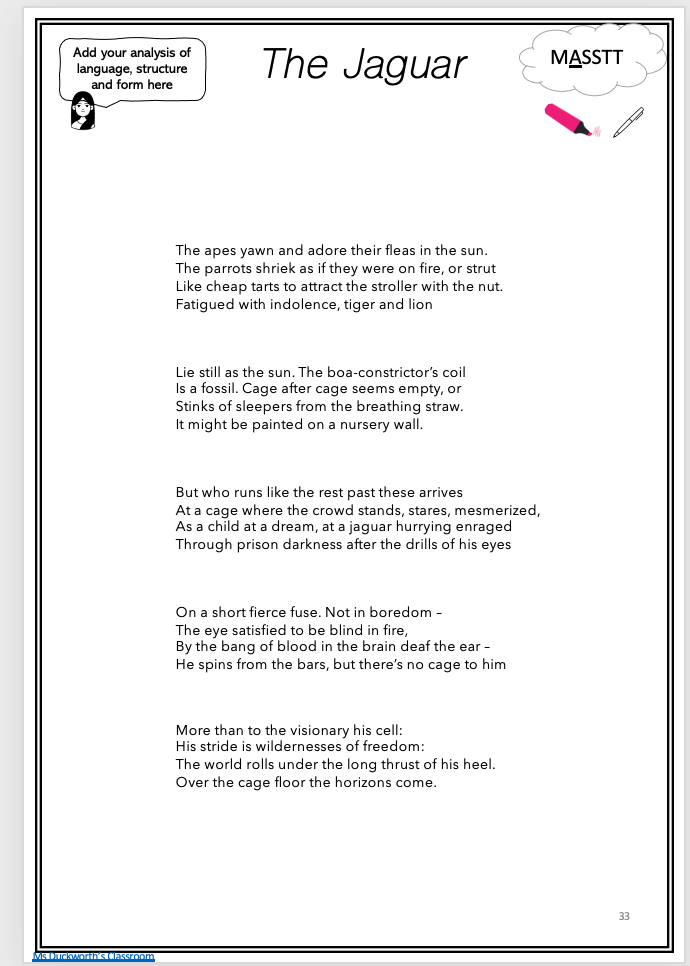 Add your analysis of
language, structure
and form here
The Jaguar
MASSTT
The apes yawn and adore their fleas in the sun.
The parrots shriek as if they were on fire, or strut
Like cheap tarts to attract the stroller with the nut.
Fatigued with indolence, tiger and lion
Lie still as the sun. The boa-constrictor’s coil
Is a fossil. Cage after cage seems empty, or
Stinks of sleepers from the breathing straw.
It might be painted on a nursery wall.
But who runs like the rest past these arrives
At a cage where the crowd stands, stares, mesmerized,
As a child at a dream, at a jaguar hurrying enraged
Through prison darkness after the drills of his eyes
On a short fierce fuse. Not in boredom –
The eye satisfied to be blind in fire,
By the bang of blood in the brain deaf the ear –
He spins from the bars, but there’s no cage to him
More than to the visionary his cell:
His stride is wildernesses of freedom:
The world rolls under the long thrust of his heel.
Over the cage floor the horizons come.
33
Ms Duckworth's Classroom